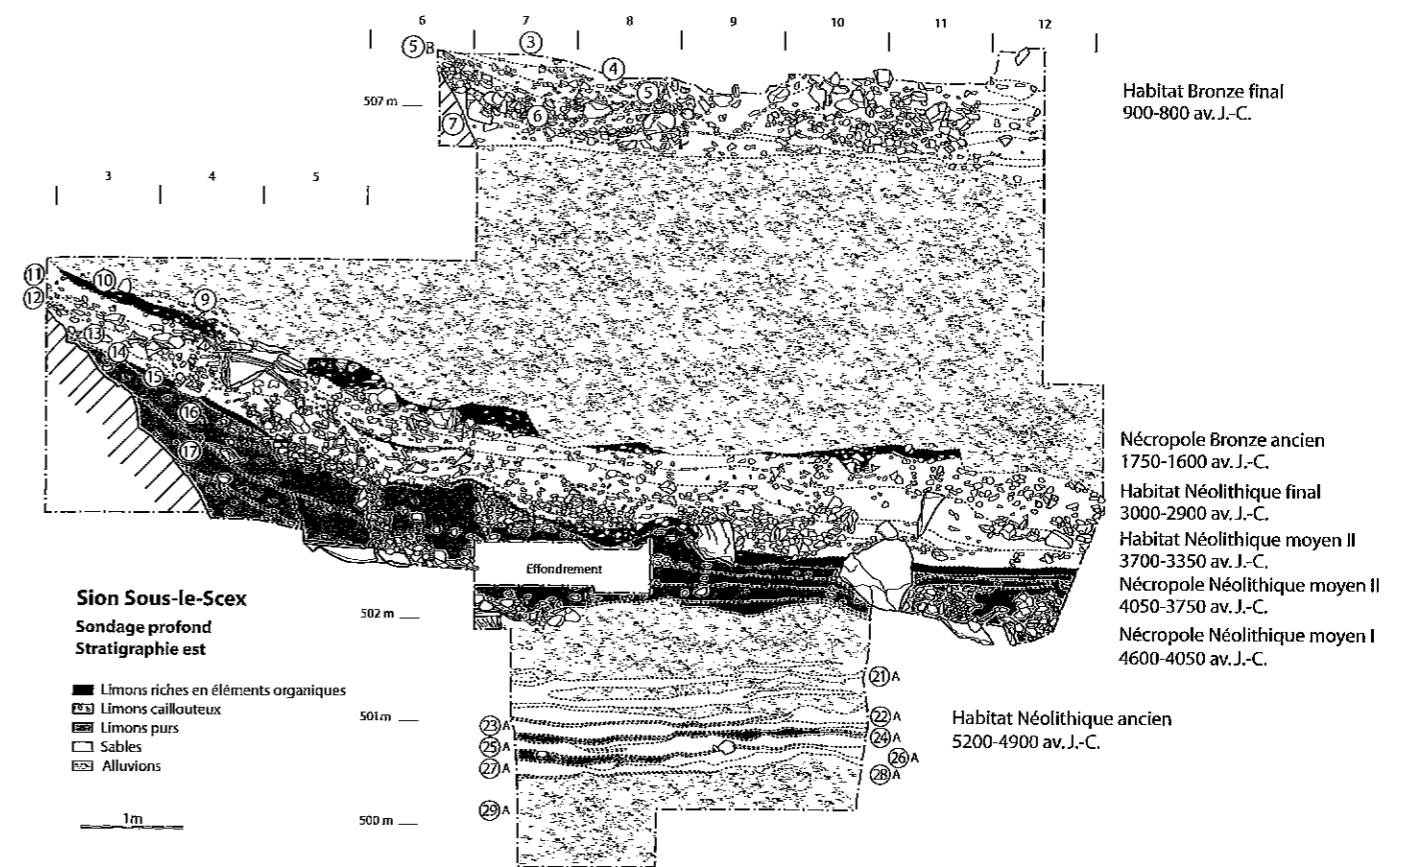 6 7 8 9 10 11 12
5 B 3
4
5 A
507 m
6
7
Habitat Bronze final
900-800 av. J.-C.
3 4 5
11 10
12 9
13
14
15
16
17
Nécropole Bronze ancien
1750-1600 av. J.-C.
Habitat Néolithique final
3000-2900 av. J.-C.
Habitat Néolithique moyen II
3700-3350 av. J.-C.
Nécropole Néolithique moyen II
4050-3750 av. J.-C.
Nécropole Néolithique moyen I
4600-4050 av. J.-C.
Effondrement
502 m
Sion Sous-le-Scex
Sondage profond
Stratigraphie est
Limons riches en éléments organiques
Limons caillouteux
Limons purs
Sables
Alluvions
1m
21 A
501m
22 A
23 A
24 A
25 A
26 A
27 A
28 A
29 A
500 m
Habitat Néolithique ancien
5200-4900 av. J.-C.